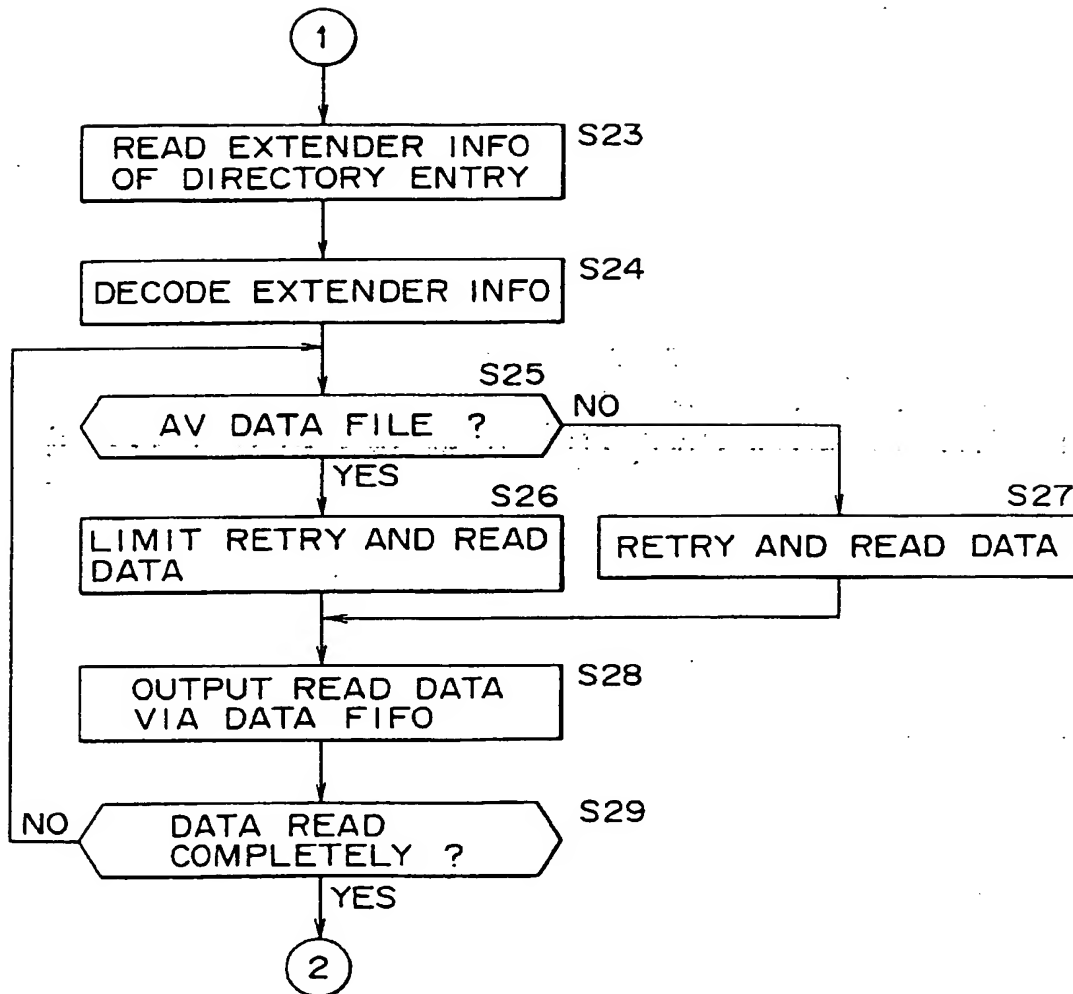 1
READ EXTENDER INFO
OF DIRECTORY ENTRY
S23
DECODE EXTENDER INFO
S24
S25
AV DATA FILE ?
NO
YES
S26
LIMIT RETRY AND READ
DATA
S27
RETRY AND READ DATA
OUTPUT READ DATA
VIA DATA FIFO
S28
NO
DATA READ
COMPLETELY ?
S29
YES
2